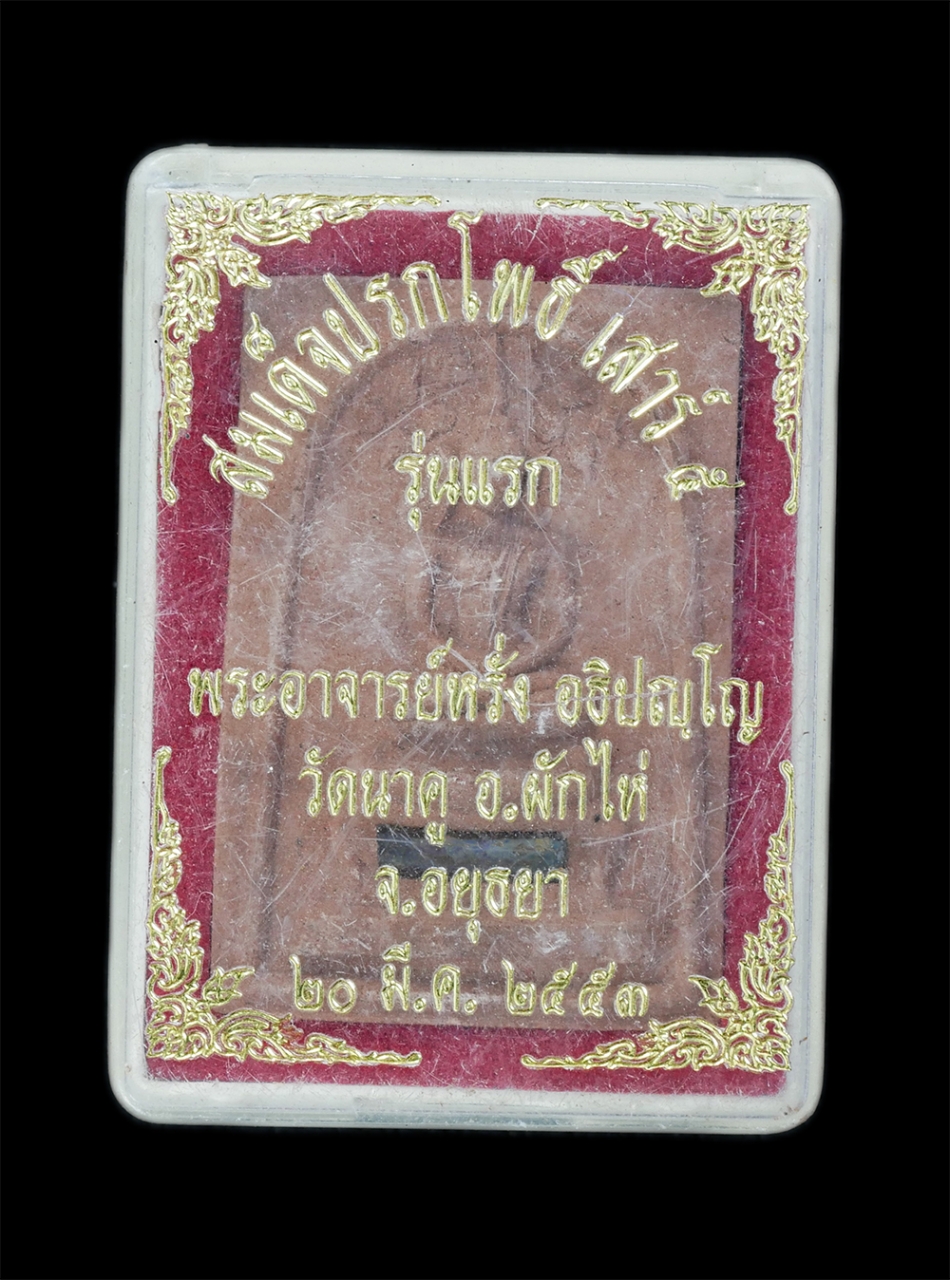 สมเด็จปรกโพธิ์ เสาร์ ๕
รุ่นแรก
พระอาจารย์หรั่ง อธิปญฺโญ
วัดนาคู อ.ผักไห่
จ.อยุธยา
๒๐ มี.ค. ๒๕๕๓